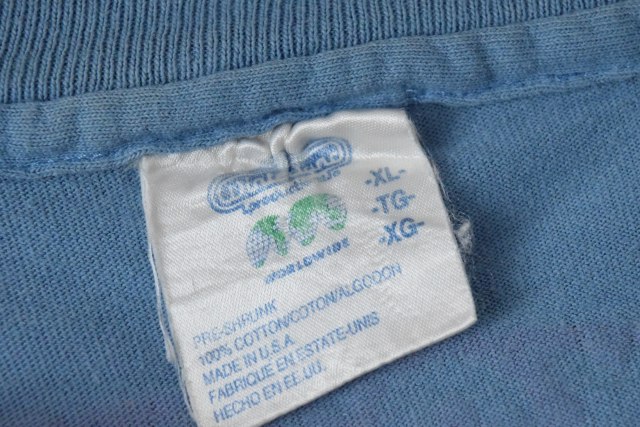 -XL-
-TG-
-XG-
WORLDWIDE
PRE-SHRUNK
100% COTTON/COTON/ALGODON
MADE IN U.S.A.
FABRIQUE EN ESTATE-UNIS
HECHO EN EE.UU.